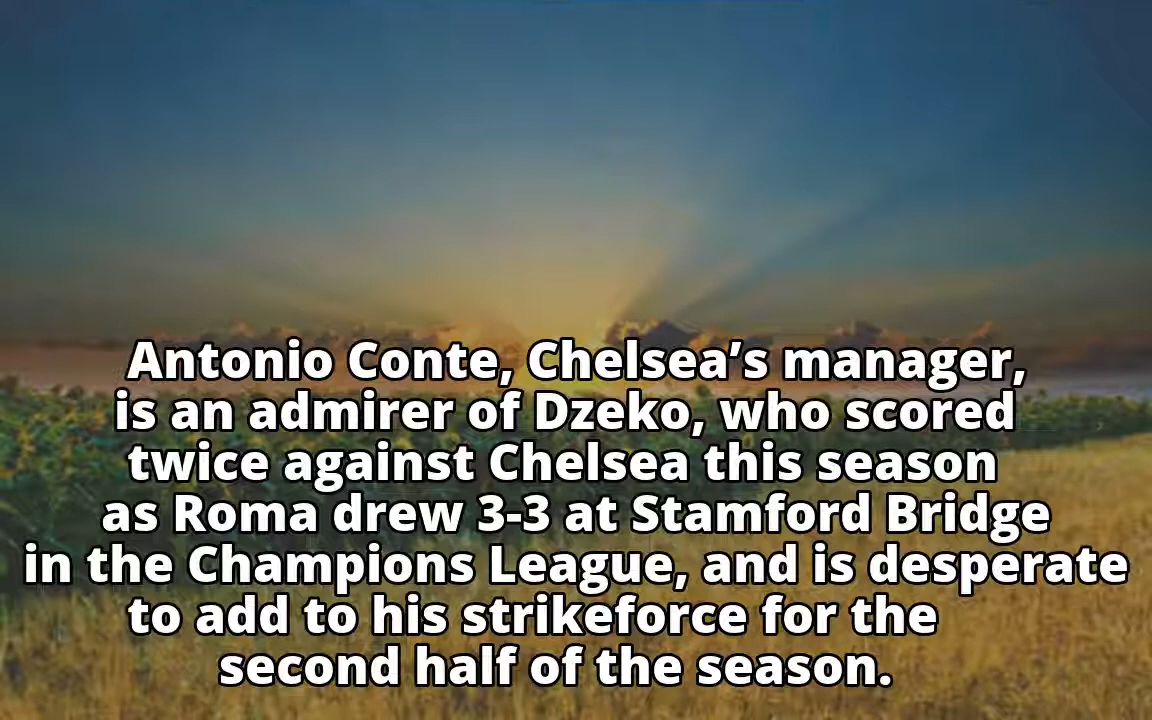 Antonio Conte, Chelsea’s manager,
is an admirer of Dzeko, who scored
twice against Chelsea this season
as Roma drew 3-3 at Stamford Bridge
in the Champions League, and is desperate
to add to his strikeforce for the
second half of the season.